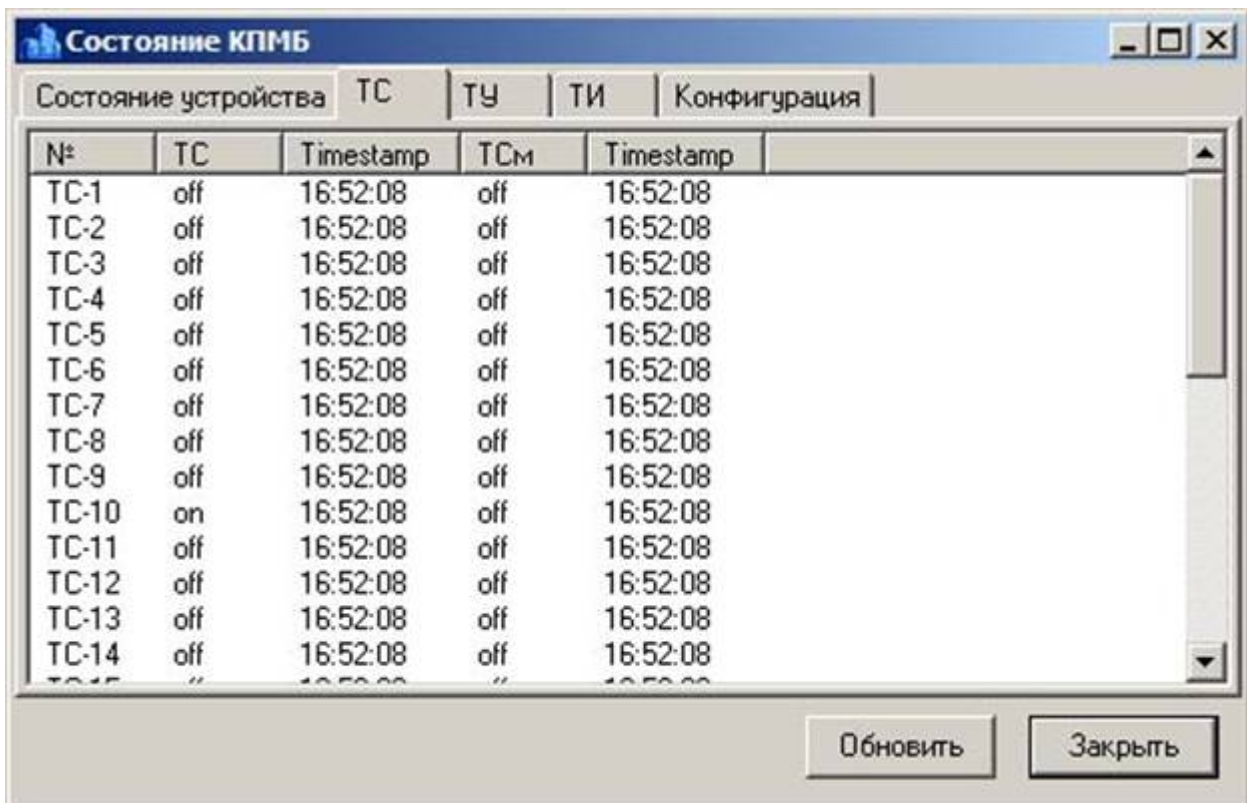 Состояние КПМБ
Состояние устройства ТС ТУ ТИ Конфигурация
№ ТС Timestamp ТСм Timestamp
ТС-1 off 16:52:08 off 16:52:08
ТС-2 off 16:52:08 off 16:52:08
ТС-3 off 16:52:08 off 16:52:08
ТС-4 off 16:52:08 off 16:52:08
ТС-5 off 16:52:08 off 16:52:08
ТС-6 off 16:52:08 off 16:52:08
ТС-7 off 16:52:08 off 16:52:08
ТС-8 off 16:52:08 off 16:52:08
ТС-9 off 16:52:08 off 16:52:08
ТС-10 on 16:52:08 off 16:52:08
ТС-11 off 16:52:08 off 16:52:08
ТС-12 off 16:52:08 off 16:52:08
ТС-13 off 16:52:08 off 16:52:08
ТС-14 off 16:52:08 off 16:52:08
Обновить Закрыть